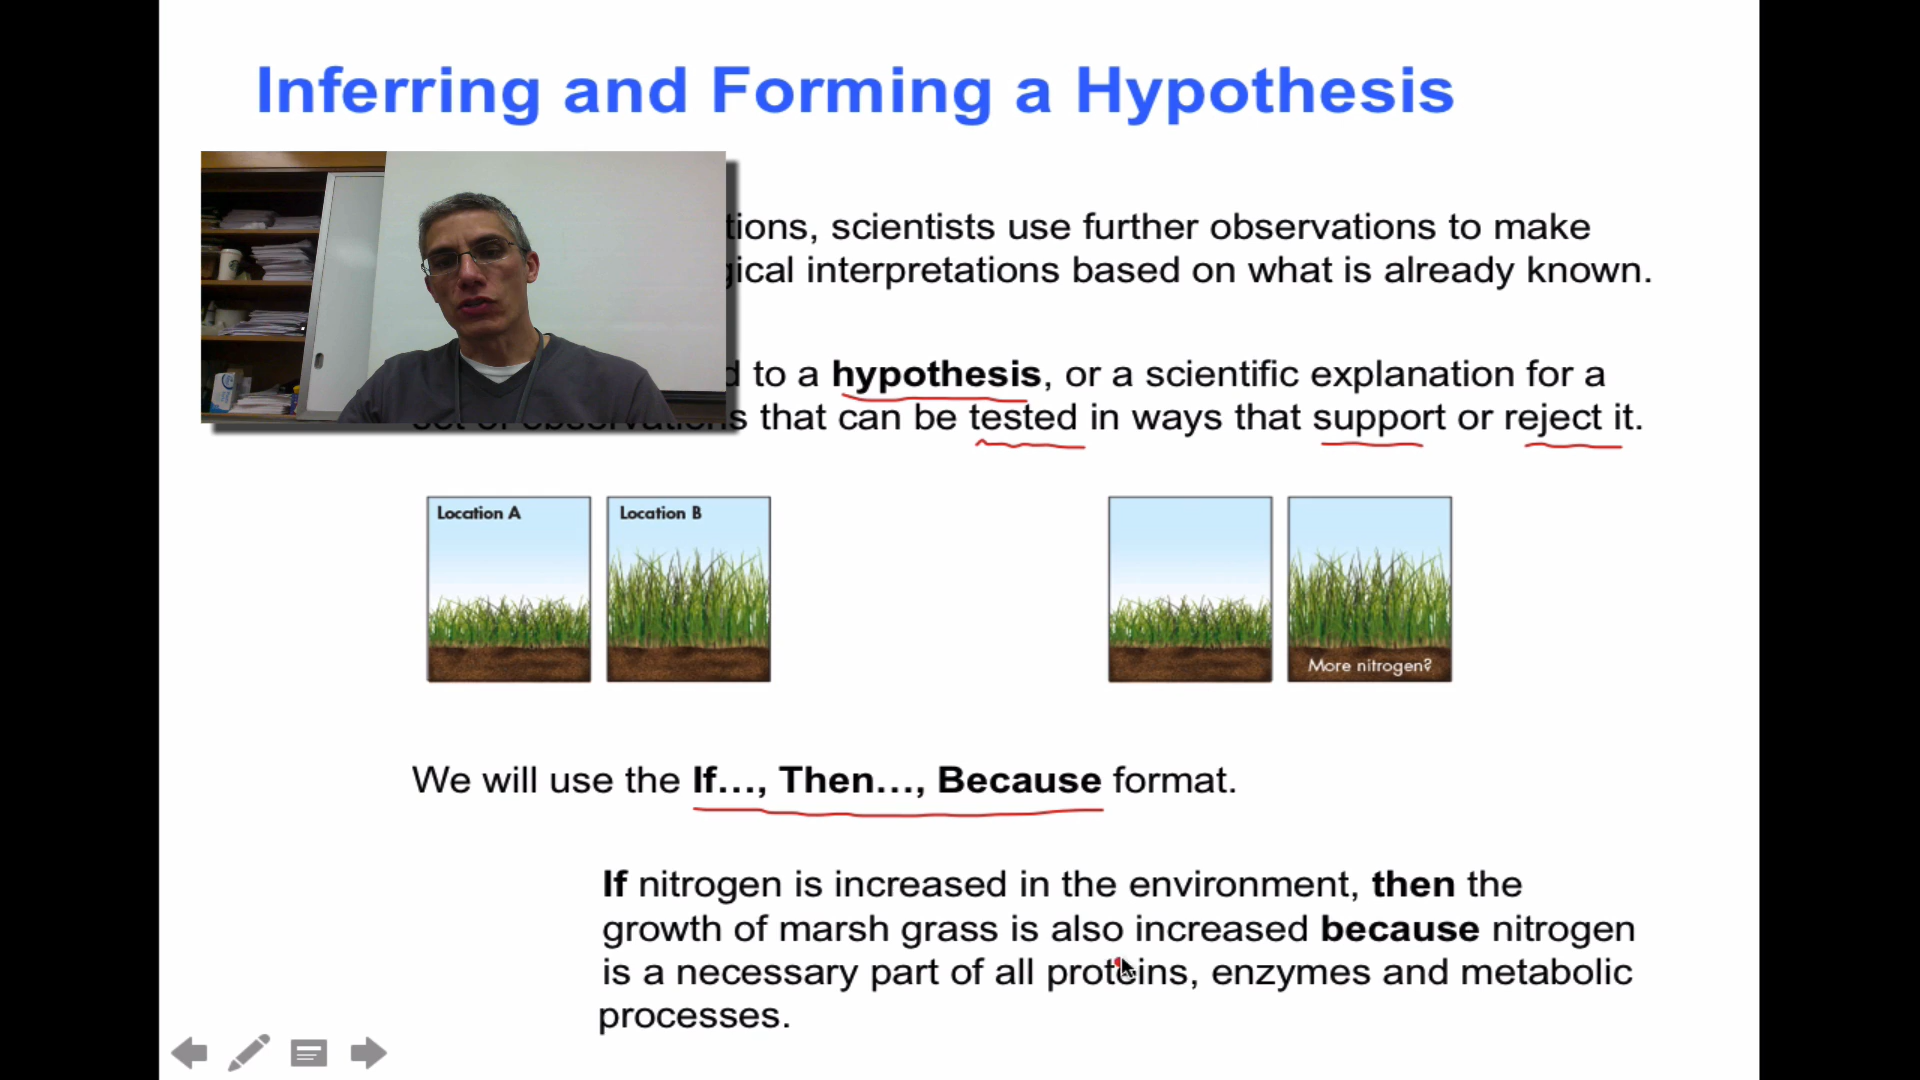 Inferring and Forming a Hypothesis
tions, scientists use further observations to make
gical interpretations based on what is already known.
d to a hypothesis, or a scientific explanation for a
s that can be tested in ways that support or reject it.
Location A
Location B
More nitrogen?
We will use the If…, Then…, Because format.
If nitrogen is increased in the environment, then the
growth of marsh grass is also increased because nitrogen
is a necessary part of all proteins, enzymes and metabolic
processes.